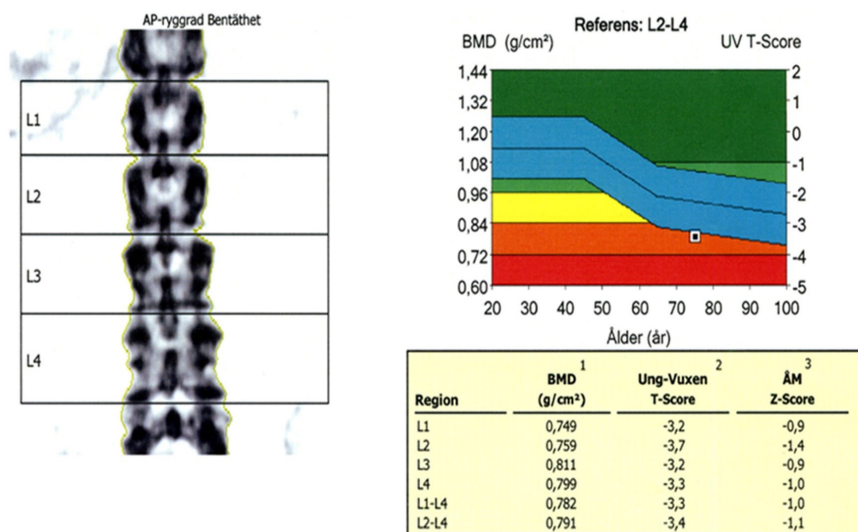 AP-ryggrad Bentäthet
L1
L2
L3
L4
Referens: L2-L4
BMD (g/cm²) UV T-Score
1,44 2
1,32 1
1,20 0
1,08 -1
0,96 -2
0,84 -3
0,72 -4
0,60 -5
20 30 40 50 60 70 80 90 100
Ålder (år)
1 2 3
BMD Ung-Vuxen ÅM
Region (g/cm²) T-Score Z-Score
L1 0,749 -3,2 -0,9
L2 0,759 -3,7 -1,4
L3 0,811 -3,2 -0,9
L4 0,799 -3,3 -1,0
L1-L4 0,782 -3,3 -1,0
L2-L4 0,791 -3,4 -1,1